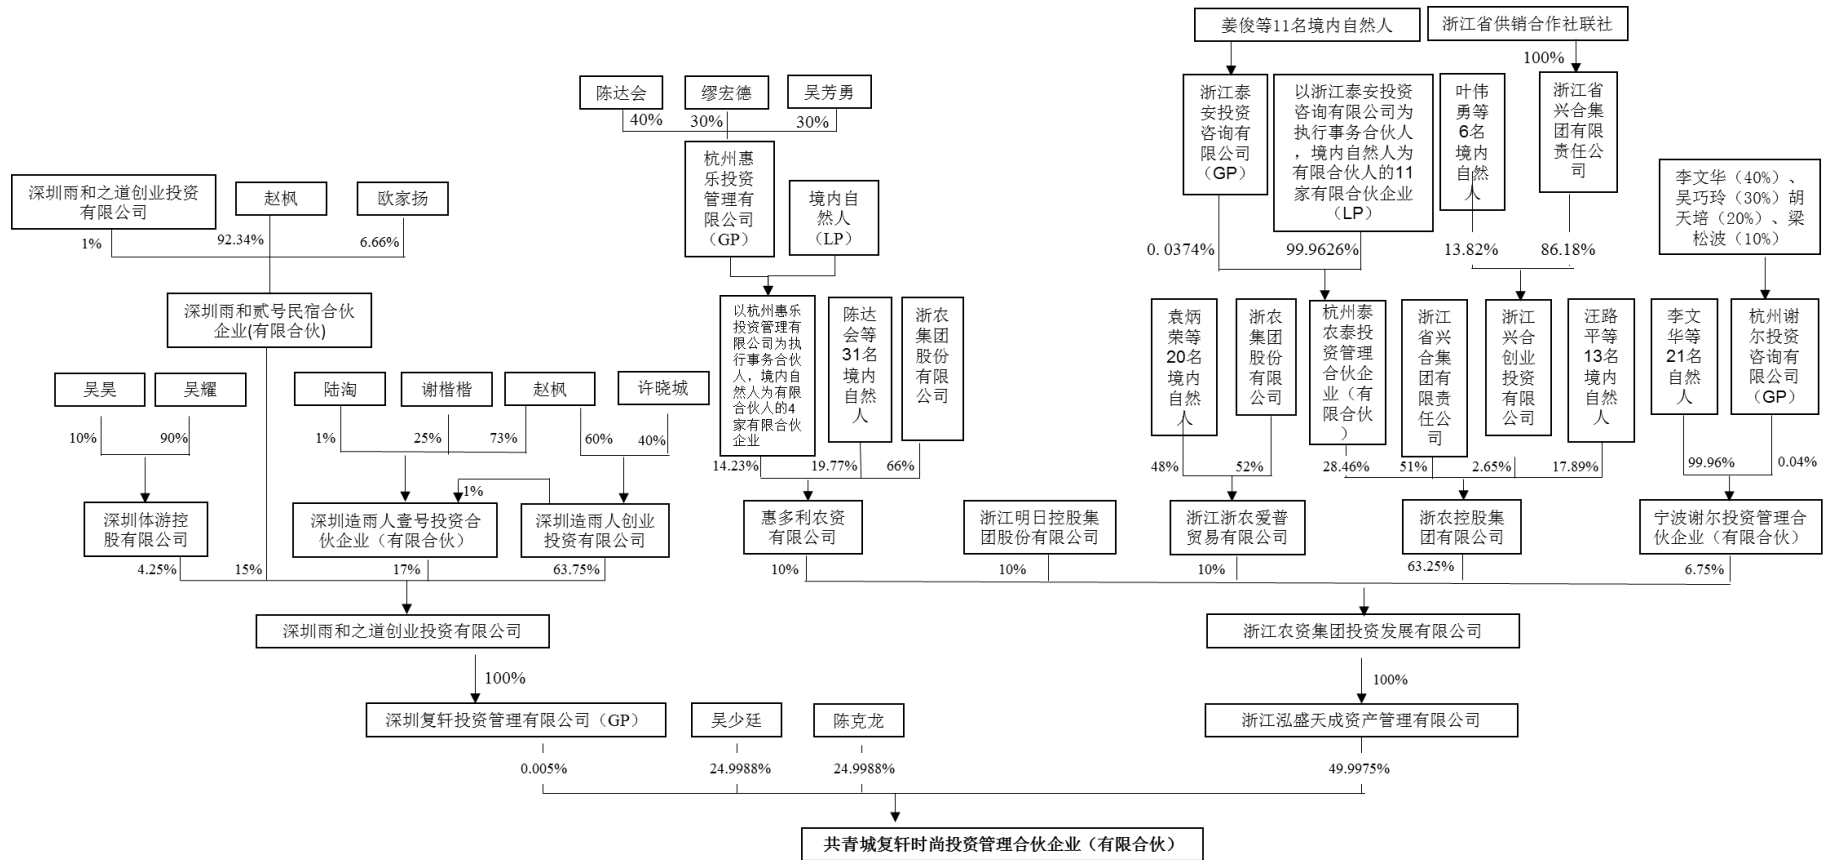 姜俊等11名境内自然人
浙江省供销合作社联社
100%
陈达会
缪宏德
吴芳勇
40%
30%
30%
浙江泰
安投资
咨询有
限公司
（GP）
以浙江泰安投资
咨询有限公司为
执行事务合伙人
，境内自然人为
有限合伙人的11
家有限合伙企业
（LP）
叶伟
勇等
6名
境内
自然
人
浙江省
兴合集
团有限
责任公
司
杭州惠
乐投资
管理有
限公司
（GP）
境内自
然人
（LP）
李文华（40%）、
吴巧玲（30%）胡
天培（20%）、梁
松波（10%）
深圳雨和之道创业投资
有限公司
赵枫
欧家扬
1%
92.34%
6.66%
0.0374%
99.9626%
13.82%
86.18%
深圳雨和贰号民宿合伙
企业(有限合伙)
以杭州惠乐
投资管理有
限公司为执
行事务合伙
人，境内自
然人为有限
合伙人的4
家有限合伙
企业
陈达
会等
31名
境内
自然
人
浙农
集团
股份
有限
公司
袁炳
荣等
20名
境内
自然
人
浙农
集团
股份
有限
公司
杭州泰
农泰投
资管理
合伙企
业（有
限合伙
）
浙江
省兴
合集
团有
限责
任公
司
浙江
兴合
创业
投资
有限
公司
汪路
平等
13名
境内
自然
人
李文
华等
21名
自然
人
杭州谢
尔投资
咨询有
限公司
（GP）
吴昊
吴耀
陆淘
谢楷楷
赵枫
许晓城
10%
90%
1%
25%
73%
60%
40%
14.23%
19.77%
66%
48%
52%
28.46%
51%
2.65%
17.89%
99.96%
0.04%
1%
深圳体游控
股有限公司
深圳造雨人壹号投资合
伙企业（有限合伙）
深圳造雨人创业
投资有限公司
惠多利农资
有限公司
浙江明日控股集
团股份有限公司
浙江浙农爱普
贸易有限公司
浙农控股集
团有限公司
宁波谢尔投资管理合
伙企业（有限合伙）
4.25%
15%
17%
63.75%
10%
10%
10%
63.25%
6.75%
深圳雨和之道创业投资有限公司
浙江农资集团投资发展有限公司
100%
100%
深圳复轩投资管理有限公司（GP）
吴少廷
陈克龙
浙江泓盛天成资产管理有限公司
0.005%
24.9988%
24.9988%
49.9975%
共青城复轩时尚投资管理合伙企业（有限合伙）